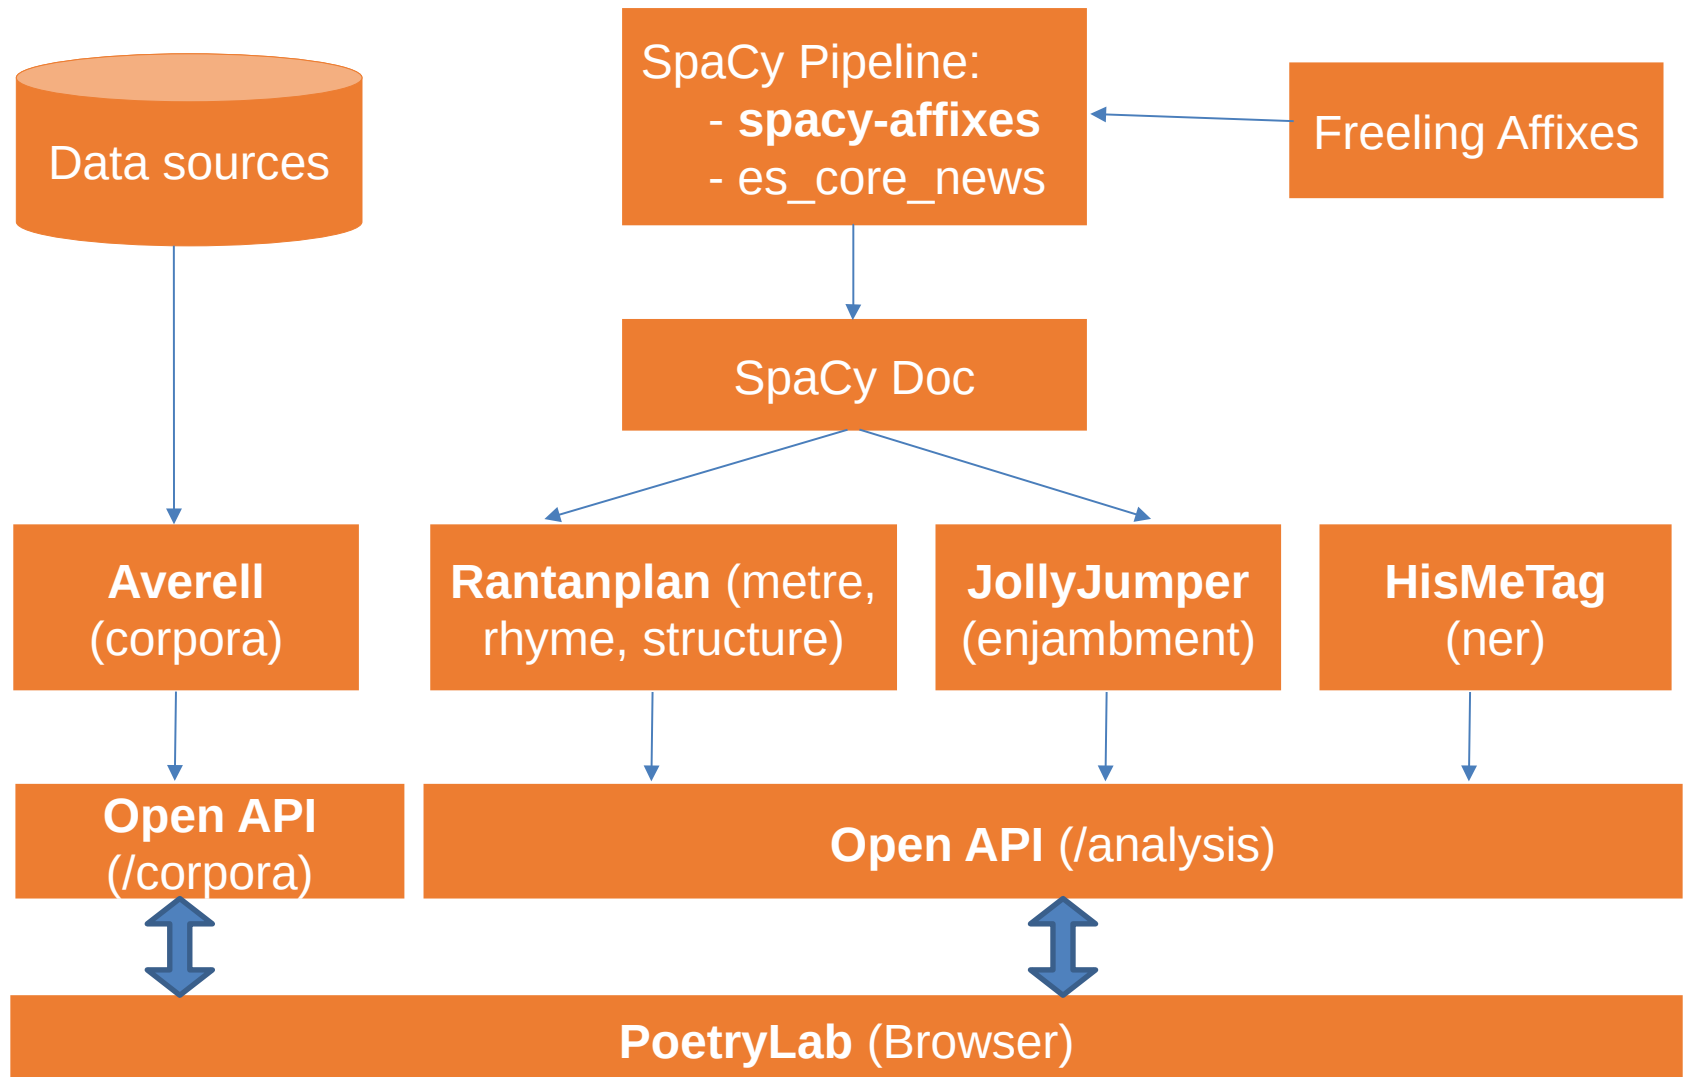 Data sources
SpaCy Pipeline:
- spacy-affixes
- es_core_news
Freeling Affixes
SpaCy Doc
Averell
(corpora)
Rantanplan (metre,
rhyme, structure)
JollyJumper
(enjambment)
HisMeTag
(ner)
Open API
(/corpora)
Open API (/analysis)
PoetryLab (Browser)